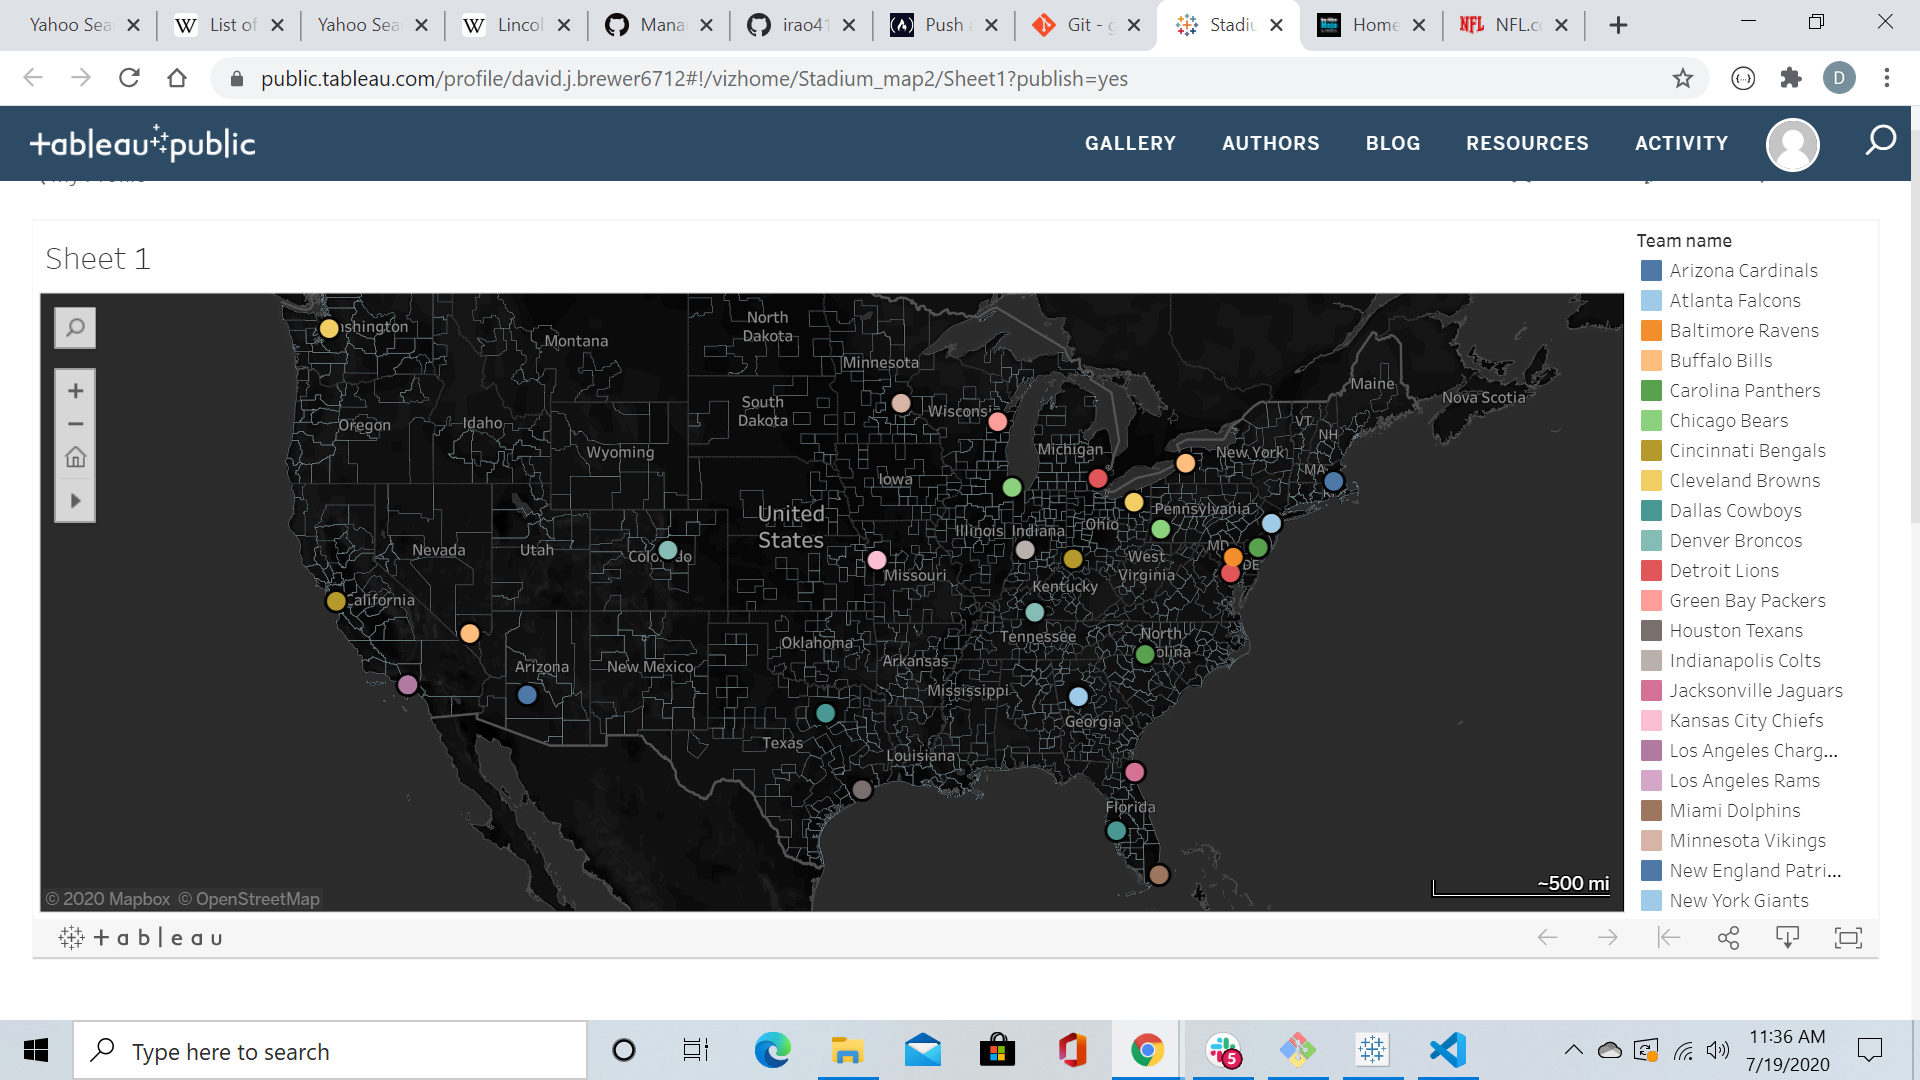 Yahoo Sea
List of
Yahoo Sea
Lincol
Mana
irao41
Push a
Git - g
Stadiu
Home
NFL NFL.c
public.tableau.com/profile/david.j.brewer6712#!/vizhome/Stadium_map2/Sheet1?publish=yes
D
tableau public
GALLERY AUTHORS BLOG RESOURCES ACTIVITY
Sheet 1
Team name
Arizona Cardinals
Atlanta Falcons
Baltimore Ravens
Buffalo Bills
Carolina Panthers
Chicago Bears
Cincinnati Bengals
Cleveland Browns
Dallas Cowboys
Denver Broncos
Detroit Lions
Green Bay Packers
Houston Texans
Indianapolis Colts
Jacksonville Jaguars
Kansas City Chiefs
Los Angeles Charg...
Los Angeles Rams
Miami Dolphins
Minnesota Vikings
New England Patri...
New York Giants
ashington
Montana
North
Dakota
Minnesota
Maine
Nova Scotia
Oregon
Idaho
South
Dakota
Wisconsi
VT
NH
Wyoming
Michigan
New York
MA
Iowa
Pennsylvania
United
States
Ohio
Illinois Indiana
Nevada
Utah
Colo do
West
Virginia
MD
DE
Missouri
Kentucky
California
Tennessee
North
olina
Oklahoma
Arkansas
Arizona
New Mexico
Mississippi
Georgia
Texas
Louisiana
Florida
© 2020 Mapbox © OpenStreetMap
~500 mi
+ a b l e a u
Type here to search
5
11:36 AM
7/19/2020